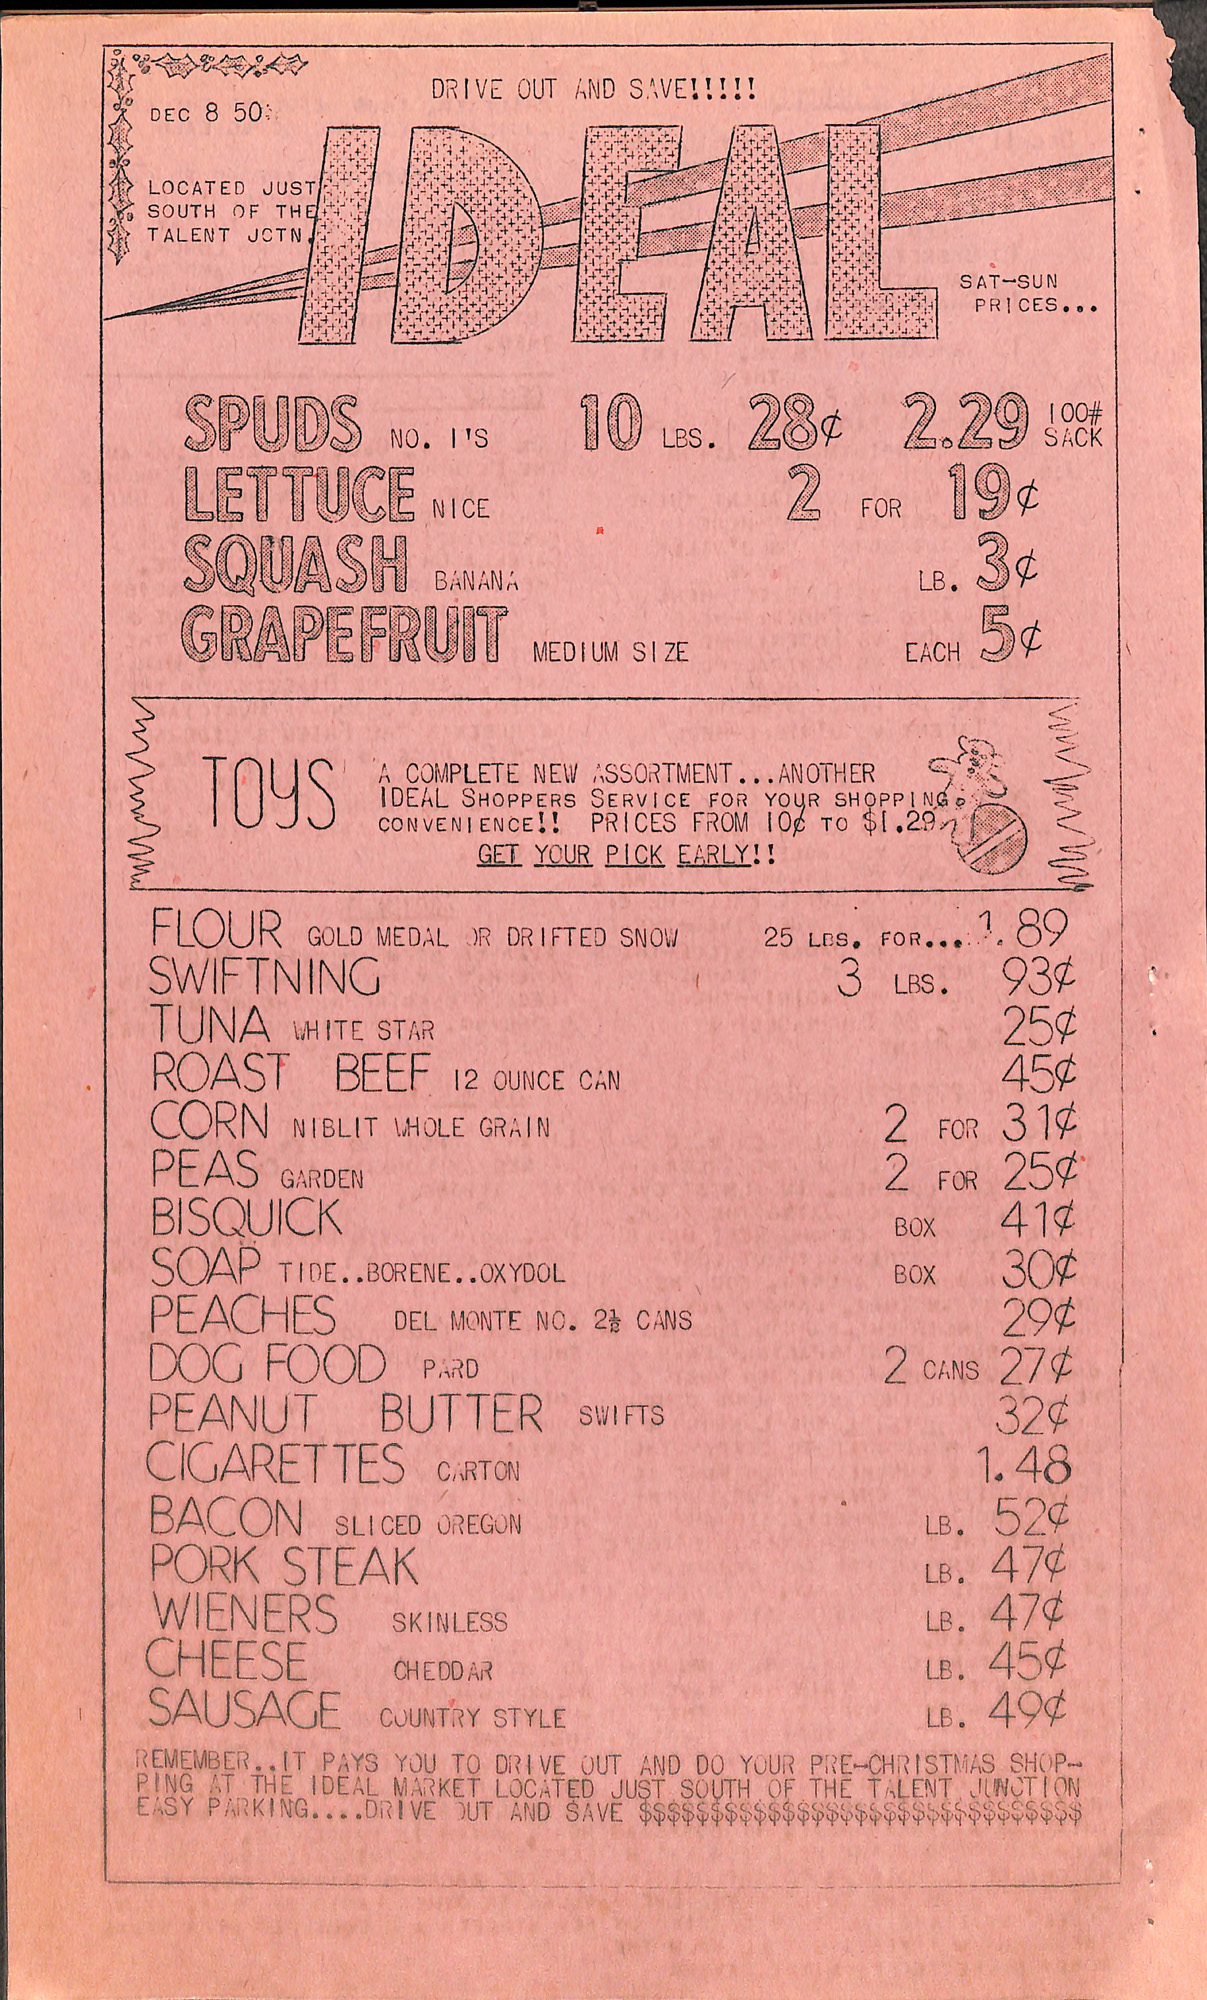 DRIVE OUT AND SAVE!!!!!
DEC 8 50
IDEAL
LOCATED JUST
SOUTH OF THE
TALENT JCTN.
SAT-SUN
PRICES...
SPUDS NO. 1'S 10 LBS. 28¢ 2.29 100# SACK
LETTUCE NICE 2 FOR 19¢
SQUASH BANANA LB. 3¢
GRAPEFRUIT MEDIUM SIZE EACH 5¢
TOYS
A COMPLETE NEW ASSORTMENT...ANOTHER
IDEAL SHOPPERS SERVICE FOR YOUR SHOPPING
CONVENIENCE!! PRICES FROM 10¢ TO $1.29
GET YOUR PICK EARLY!!
FLOUR GOLD MEDAL OR DRIFTED SNOW 25 LBS. FOR... 1.89
SWIFTNING 3 LBS. 93¢
TUNA WHITE STAR 25¢
ROAST BEEF 12 OUNCE CAN 45¢
CORN NIBLIT WHOLE GRAIN 2 FOR 31¢
PEAS GARDEN 2 FOR 25¢
BISQUICK BOX 41¢
SOAP TIDE..BORENE..OXYDOL BOX 30¢
PEACHES DEL MONTE NO. 2½ CANS 29¢
DOG FOOD PARD 2 CANS 27¢
PEANUT BUTTER SWIFTS 32¢
CIGARETTES CARTON 1.48
BACON SLICED OREGON LB. 52¢
PORK STEAK LB. 47¢
WIENERS SKINLESS LB. 47¢
CHEESE CHEDDAR LB. 45¢
SAUSAGE COUNTRY STYLE LB. 49¢
REMEMBER..IT PAYS YOU TO DRIVE OUT AND DO YOUR PRE-CHRISTMAS SHOP-
PING AT THE IDEAL MARKET LOCATED JUST SOUTH OF THE TALENT JUNCTION
EASY PARKING....DRIVE OUT AND SAVE $$$$$$$$$$$$$$$$$$$$$$$$$$$$$$$